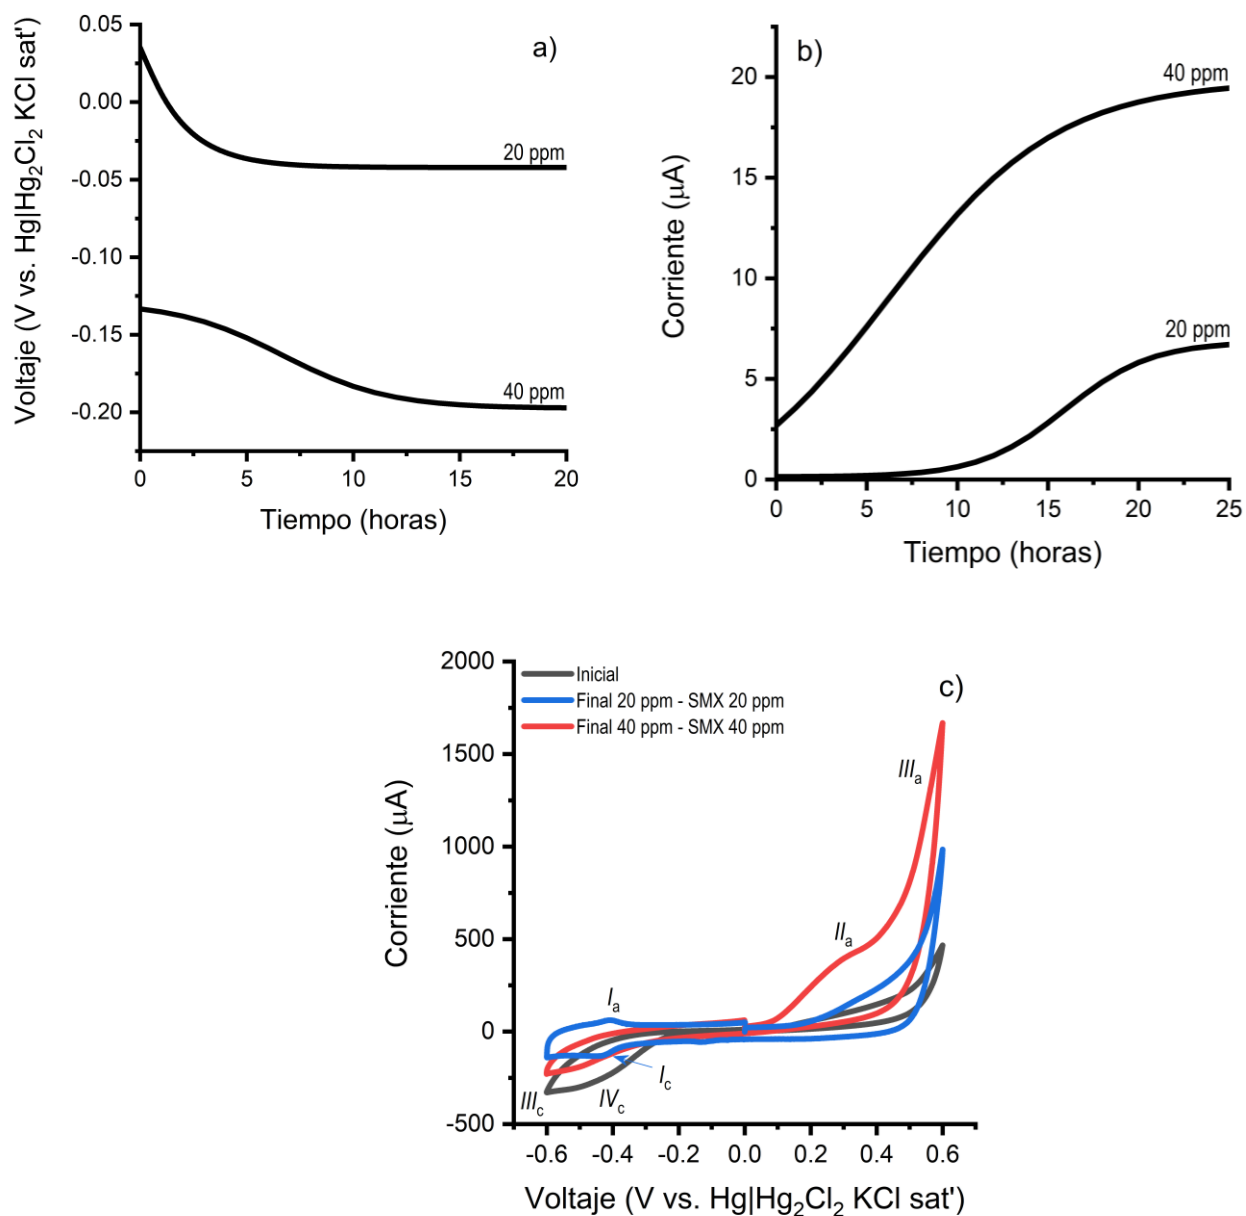 a)
0.05
0.00
-0.05
-0.10
-0.15
-0.20
Voltaje (V vs. Hg|Hg₂Cl₂ KCl sat')
20 ppm
40 ppm
0 5 10 15 20
Tiempo (horas)
b)
20
15
10
5
0
Corriente (μA)
40 ppm
20 ppm
0 5 10 15 20 25
Tiempo (horas)
c)
2000
1500
1000
500
0
-500
Corriente (μA)
Inicial
Final 20 ppm - SMX 20 ppm
Final 40 ppm - SMX 40 ppm
IIIₐ
IIₐ
Iₐ
I_c
III_c
IV_c
-0.6 -0.4 -0.2 0.0 0.2 0.4 0.6
Voltaje (V vs. Hg|Hg₂Cl₂ KCl sat')